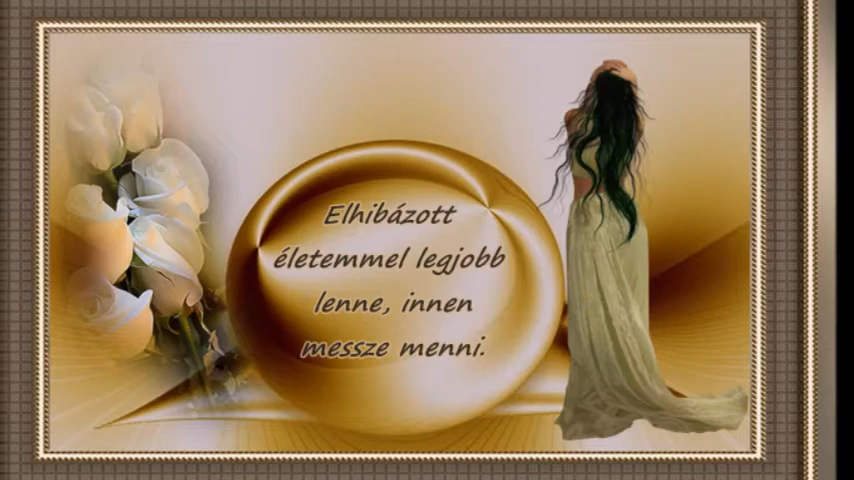 Elhibázott
életemmel legjobb
lenne, innen
messze menni.